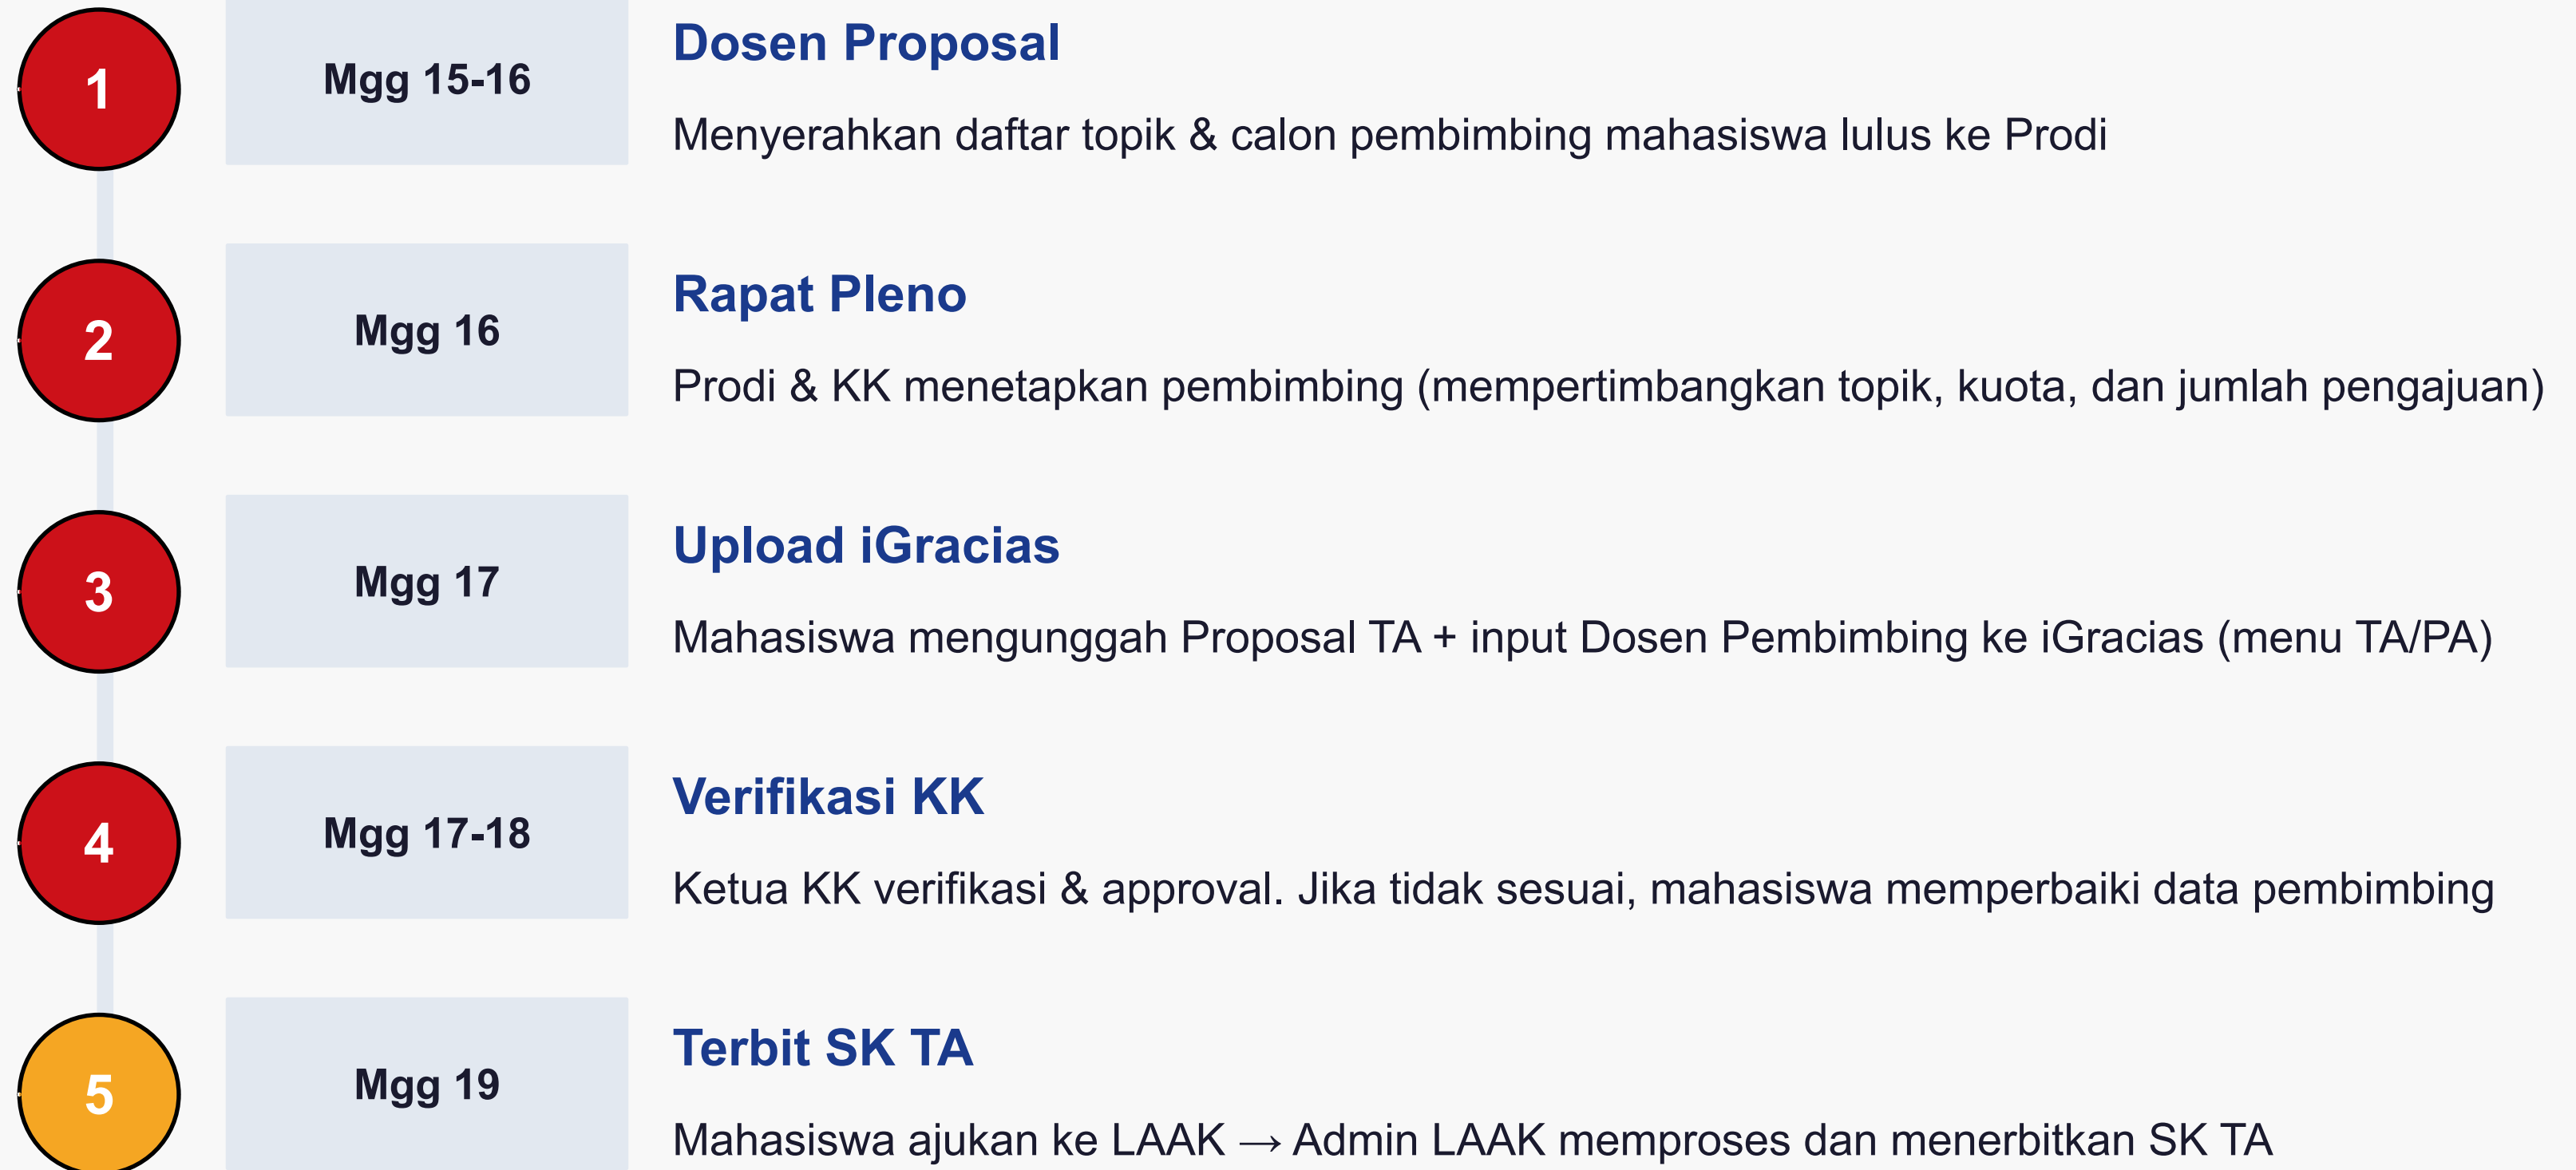 1
Mgg 15-16
Dosen Proposal
Menyerahkan daftar topik & calon pembimbing mahasiswa lulus ke Prodi
2
Mgg 16
Rapat Pleno
Prodi & KK menetapkan pembimbing (mempertimbangkan topik, kuota, dan jumlah pengajuan)
3
Mgg 17
Upload iGracias
Mahasiswa mengunggah Proposal TA + input Dosen Pembimbing ke iGracias (menu TA/PA)
4
Mgg 17-18
Verifikasi KK
Ketua KK verifikasi & approval. Jika tidak sesuai, mahasiswa memperbaiki data pembimbing
5
Mgg 19
Terbit SK TA
Mahasiswa ajukan ke LAAK → Admin LAAK memproses dan menerbitkan SK TA